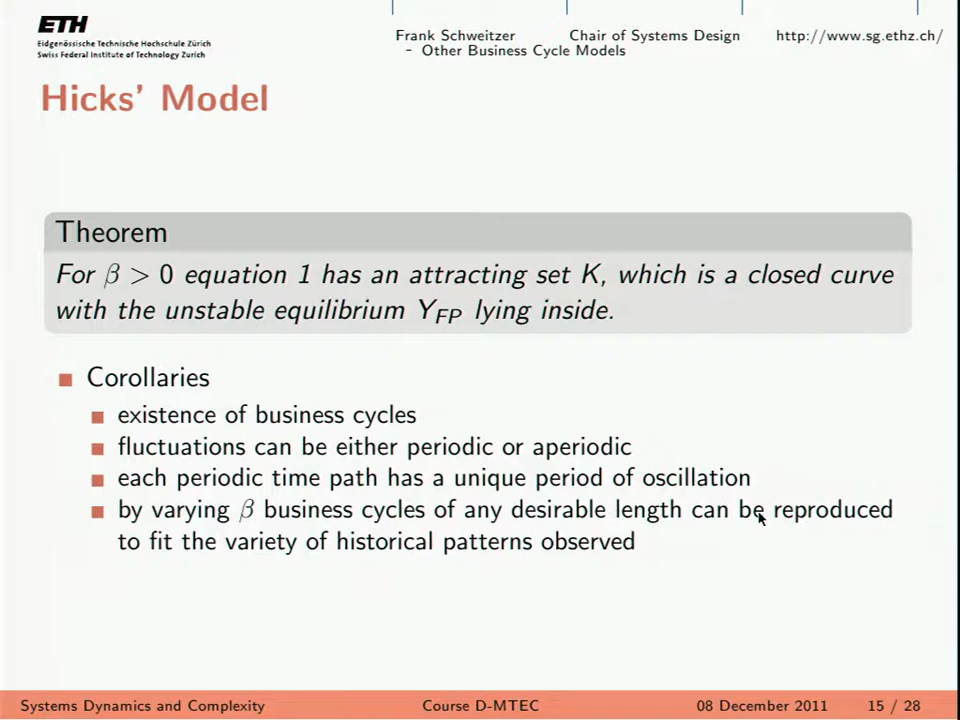 ETH
Eidgenössische Technische Hochschule Zürich
Swiss Federal Institute of Technology Zurich
Frank Schweitzer Chair of Systems Design http://www.sg.ethz.ch/
- Other Business Cycle Models
Hicks' Model
Theorem
For β > 0 equation 1 has an attracting set K, which is a closed curve
with the unstable equilibrium Y_FP lying inside.
Corollaries
existence of business cycles
fluctuations can be either periodic or aperiodic
each periodic time path has a unique period of oscillation
by varying β business cycles of any desirable length can be reproduced
to fit the variety of historical patterns observed
Systems Dynamics and Complexity Course D-MTEC 08 December 2011 15 / 28